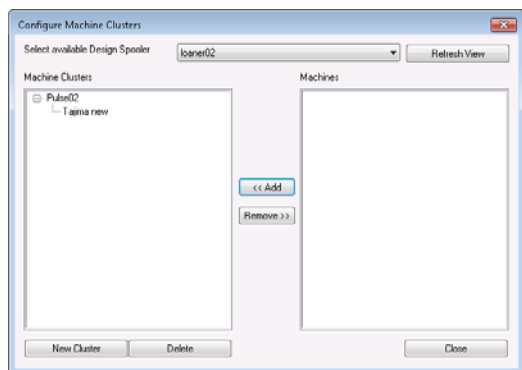 Configure Machine Clusters
Select available Design Spooler
loaner02
Refresh View
Machine Clusters
Machines
Pulse02
Tajima new
<< Add
Remove >>
New Cluster
Delete
Close